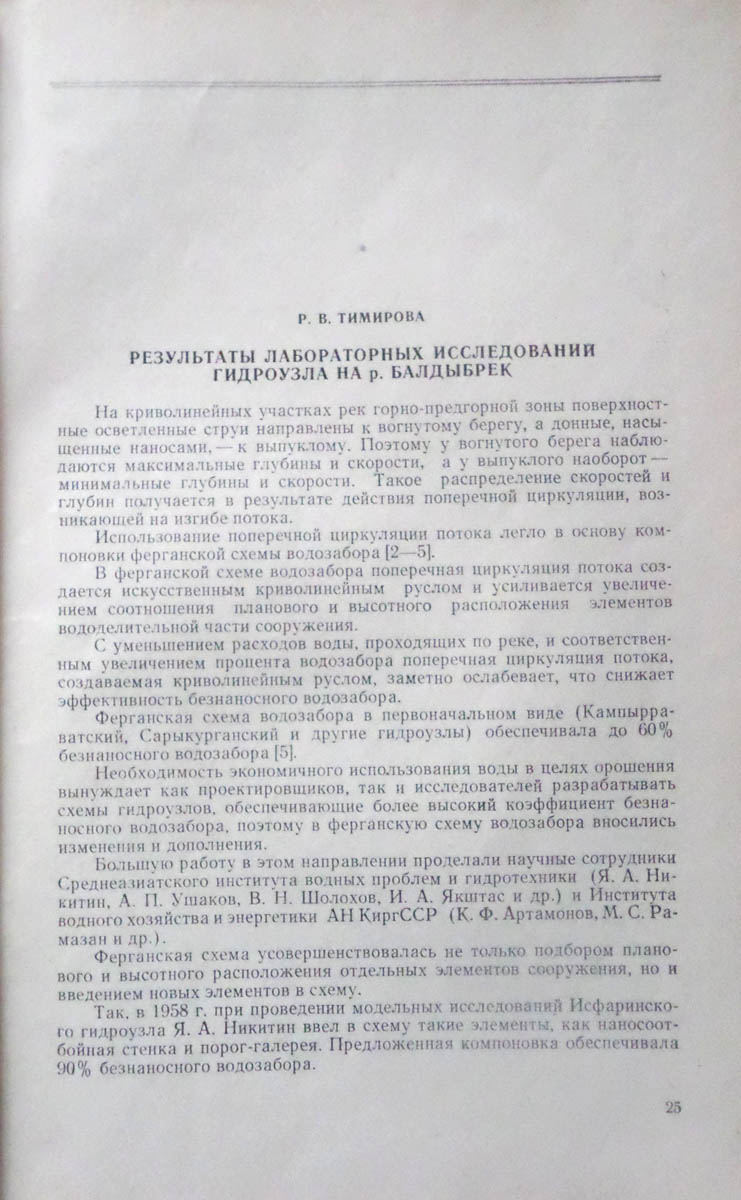 Р. В. ТИМИРОВА
РЕЗУЛЬТАТЫ ЛАБОРАТОРНЫХ ИССЛЕДОВАНИЙ
ГИДРОУЗЛА НА р. БАЛДЫБРЕК
На криволинейных участках рек горно-предгорной зоны поверхност-
ные осветленные струи направлены к вогнутому берегу, а донные, насы-
щенные наносами, — к выпуклому. Поэтому у вогнутого берега наблю-
даются максимальные глубины и скорости, а у выпуклого наоборот —
минимальные глубины и скорости. Такое распределение скоростей и
глубин получается в результате действия поперечной циркуляции, воз-
никающей на изгибе потока.
Использование поперечной циркуляции потока легло в основу ком-
поновки ферганской схемы водозабора [2—5].
В ферганской схеме водозабора поперечная циркуляция потока соз-
дается искусственным криволинейным руслом и усиливается увеличе-
нием соотношения планового и высотного расположения элементов
вододелительной части сооружения.
С уменьшением расходов воды, проходящих по реке, и соответствен-
ным увеличением процента водозабора поперечная циркуляция потока,
создаваемая криволинейным руслом, заметно ослабевает, что снижает
эффективность безнаносного водозабора.
Ферганская схема водозабора в первоначальном виде (Кампырра-
ватский, Сарыкурганский и другие гидроузлы) обеспечивала до 60%
безнаносного водозабора [5].
Необходимость экономичного использования воды в целях орошения
вынуждает как проектировщиков, так и исследователей разрабатывать
схемы гидроузлов, обеспечивающие более высокий коэффициент безна-
носного водозабора, поэтому в ферганскую схему водозабора вносились
изменения и дополнения.
Большую работу в этом направлении проделали научные сотрудники
Среднеазиатского института водных проблем и гидротехники (Я. А. Ни-
китин, А. П. Ушаков, В. Н. Шолохов, И. А. Якштас и др.) и Института
водного хозяйства и энергетики АН КиргССР (К. Ф. Артамонов, М. С. Ра-
мазан и др.).
Ферганская схема усовершенствовалась не только подбором плано-
вого и высотного расположения отдельных элементов сооружения, но и
введением новых элементов в схему.
Так, в 1958 г. при проведении модельных исследований Исфаринско-
го гидроузла Я. А. Никитин ввел в схему такие элементы, как наносоот-
бойная стенка и порог-галерея. Предложенная компоновка обеспечивала
90% безнаносного водозабора.
25